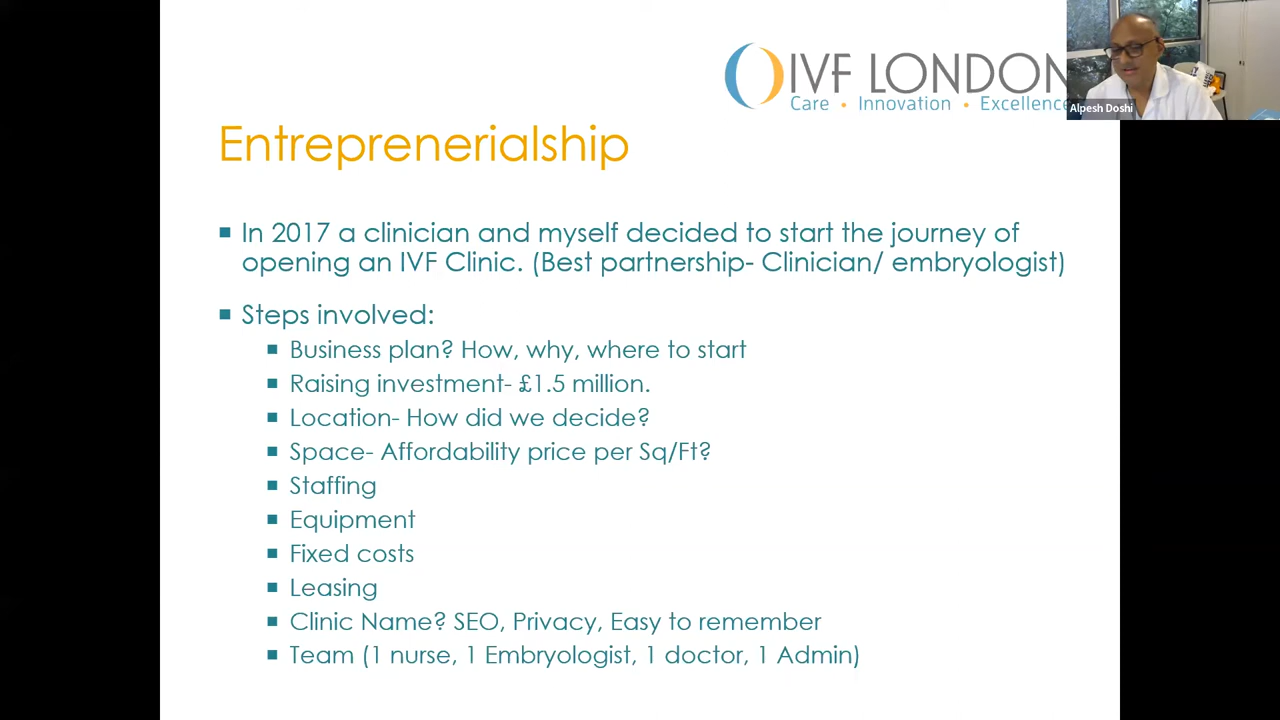 IVF LONDON
Care • Innovation • Excellence
Alpesh Doshi
Entreprenerialship
In 2017 a clinician and myself decided to start the journey of
opening an IVF Clinic. (Best partnership- Clinician/ embryologist)
Steps involved:
Business plan? How, why, where to start
Raising investment- £1.5 million.
Location- How did we decide?
Space- Affordability price per Sq/Ft?
Staffing
Equipment
Fixed costs
Leasing
Clinic Name? SEO, Privacy, Easy to remember
Team (1 nurse, 1 Embryologist, 1 doctor, 1 Admin)